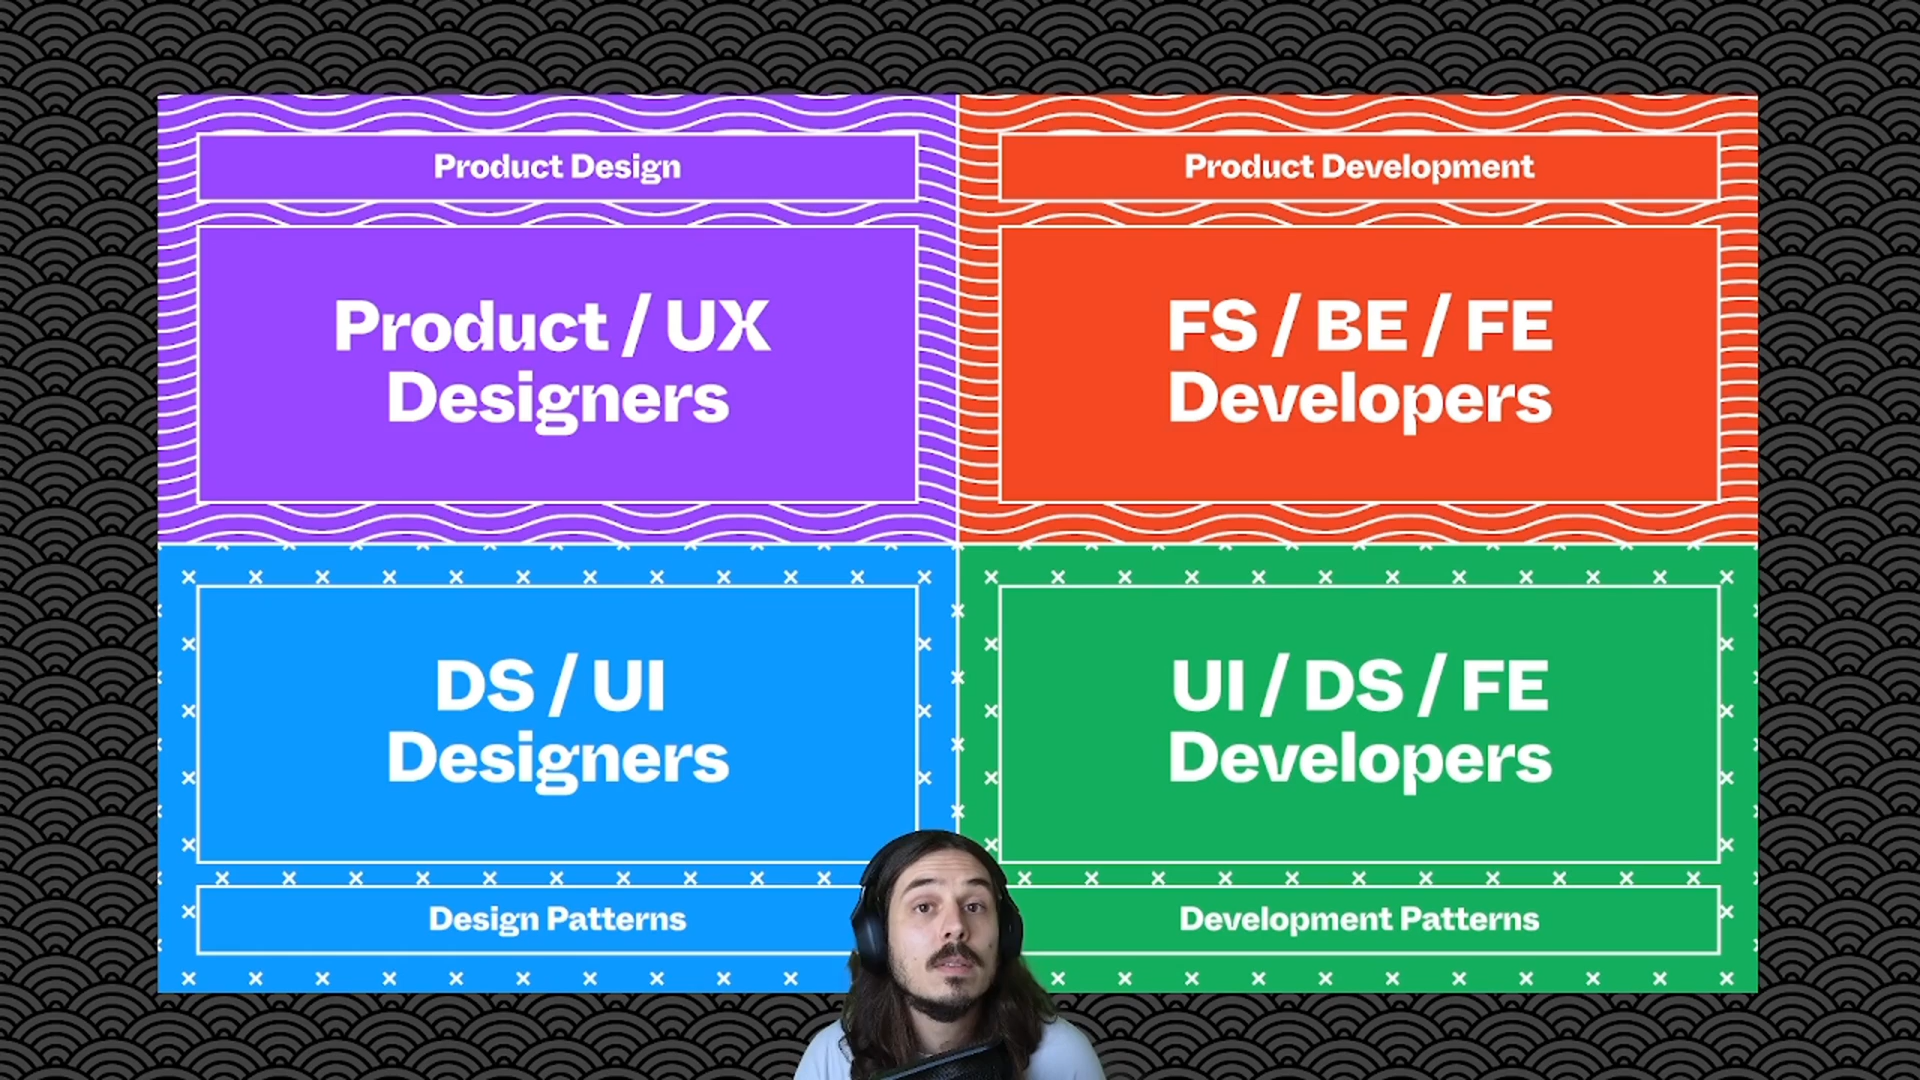 Product Design
Product / UX
Designers
Product Development
FS / BE / FE
Developers
DS / UI
Designers
Design Patterns
UI / DS / FE
Developers
Development Patterns